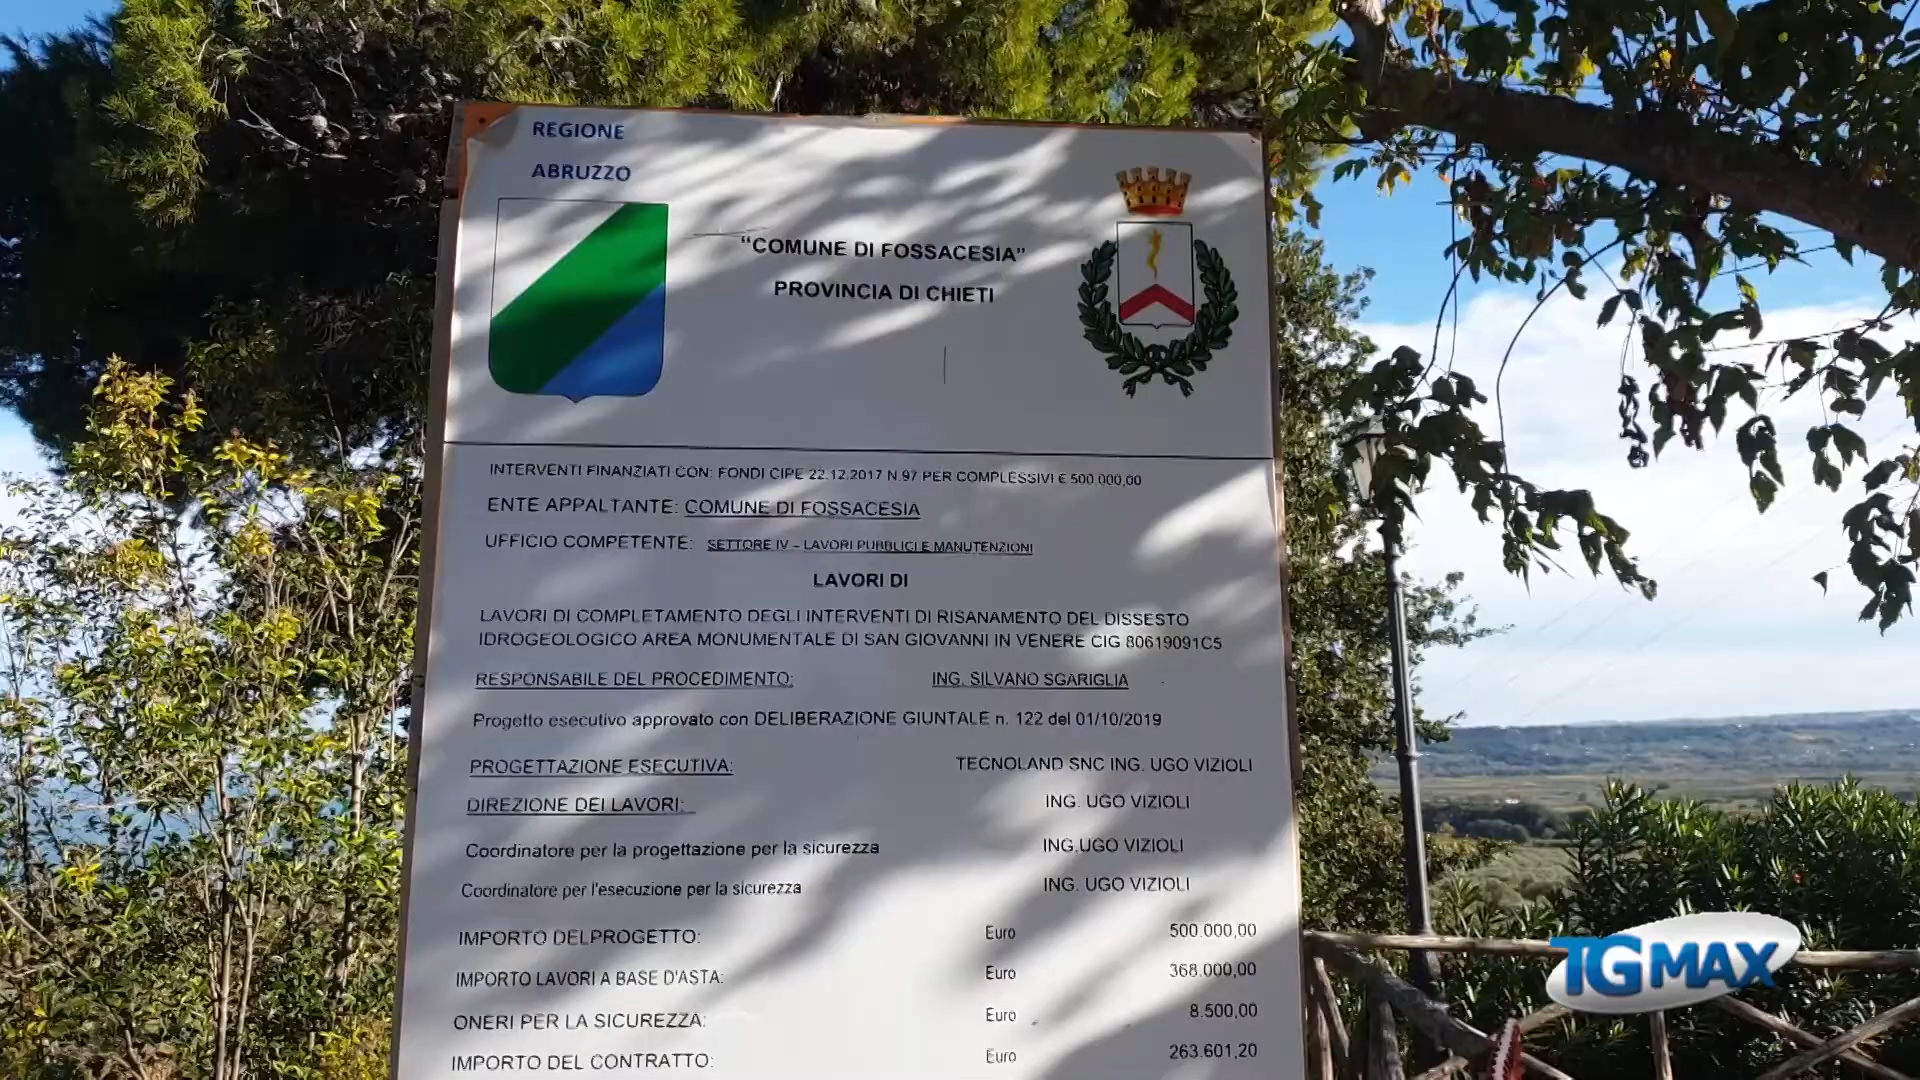 REGIONE
ABRUZZO
“COMUNE DI FOSSACESIA”
PROVINCIA DI CHIETI
INTERVENTI FINANZIATI CON: FONDI CIPE 22.12.2017 N.97 PER COMPLESSIVI € 500.000,00
ENTE APPALTANTE: COMUNE DI FOSSACESIA
UFFICIO COMPETENTE: SETTORE IV – LAVORI PUBBLICI E MANUTENZIONI
LAVORI DI
LAVORI DI COMPLETAMENTO DEGLI INTERVENTI DI RISANAMENTO DEL DISSESTO
IDROGEOLOGICO AREA MONUMENTALE DI SAN GIOVANNI IN VENERE CIG 80619091C5
RESPONSABILE DEL PROCEDIMENTO: ING. SILVANO SGARIGLIA
Progetto esecutivo approvato con DELIBERAZIONE GIUNTALE n. 122 del 01/10/2019
PROGETTAZIONE ESECUTIVA: TECNOLAND SNC ING. UGO VIZIOLI
DIREZIONE DEI LAVORI: ING. UGO VIZIOLI
Coordinatore per la progettazione per la sicurezza ING.UGO VIZIOLI
Coordinatore per l'esecuzione per la sicurezza ING. UGO VIZIOLI
IMPORTO DELPROGETTO: Euro 500.000,00
IMPORTO LAVORI A BASE D'ASTA: Euro 368.000,00
ONERI PER LA SICUREZZA: Euro 8.500,00
IMPORTO DEL CONTRATTO: Euro 263.601,20
TGMAX